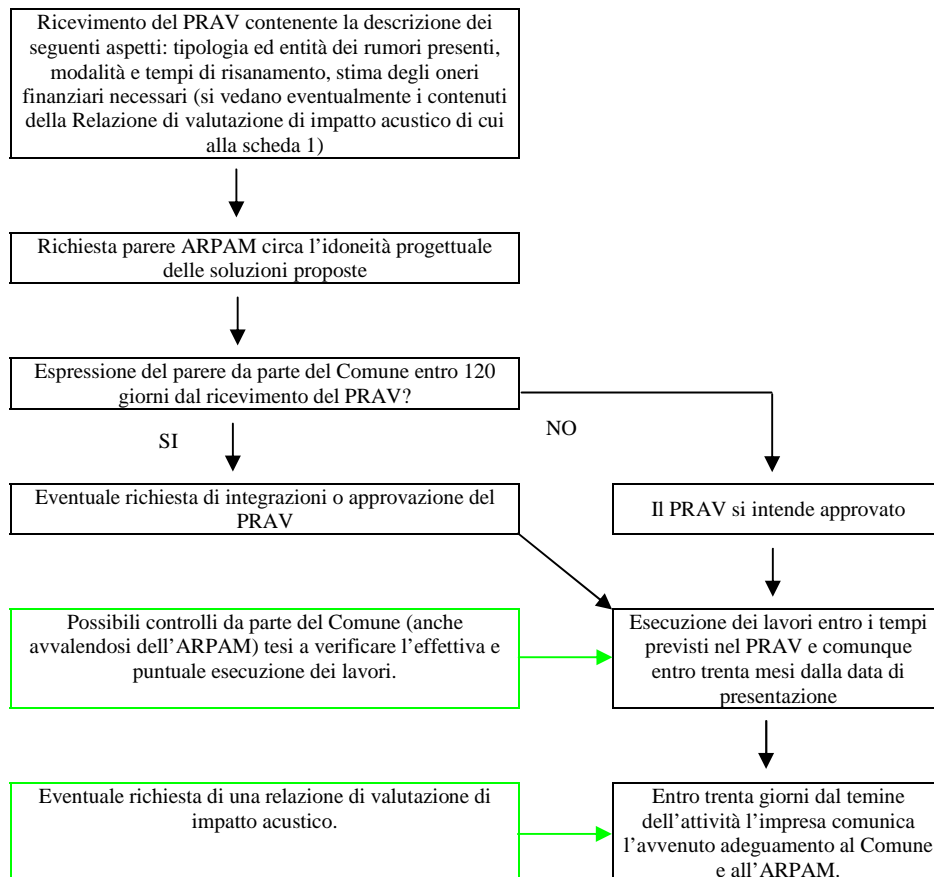 Ricevimento del PRAV contenente la descrizione dei
seguenti aspetti: tipologia ed entità dei rumori presenti,
modalità e tempi di risanamento, stima degli oneri
finanziari necessari (si vedano eventualmente i contenuti
della Relazione di valutazione di impatto acustico di cui
alla scheda 1)
Richiesta parere ARPAM circa l'idoneità progettuale
delle soluzioni proposte
Espressione del parere da parte del Comune entro 120
giorni dal ricevimento del PRAV?
SI
NO
Eventuale richiesta di integrazioni o approvazione del
PRAV
Il PRAV si intende approvato
Possibili controlli da parte del Comune (anche
avvalendosi dell'ARPAM) tesi a verificare l'effettiva e
puntuale esecuzione dei lavori.
Esecuzione dei lavori entro i tempi
previsti nel PRAV e comunque
entro trenta mesi dalla data di
presentazione
Eventuale richiesta di una relazione di valutazione di
impatto acustico.
Entro trenta giorni dal temine
dell'attività l'impresa comunica
l'avvenuto adeguamento al Comune
e all'ARPAM.